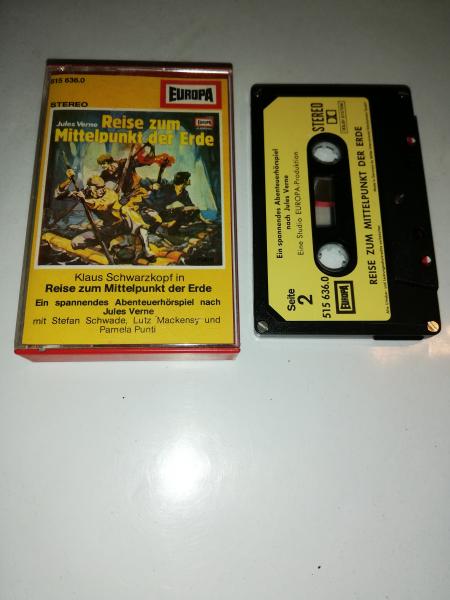 515 636.0
EUROPA
STEREO
Jules Verne Reise zum
Mittelpunkt der Erde
EUROPA
Klaus Schwarzkopf in
Reise zum Mittelpunkt der Erde
Ein spannendes Abenteuerhörspiel nach
Jules Verne
mit Stefan Schwade, Lutz Mackensy und
Pamela Punti
STEREO
Ein spannendes Abenteuerhörspiel
nach Jules Verne
Eine Studio EUROPA-Produktion
Seite
2
515 636.0
EUROPA
REISE ZUM MITTELPUNKT DER ERDE